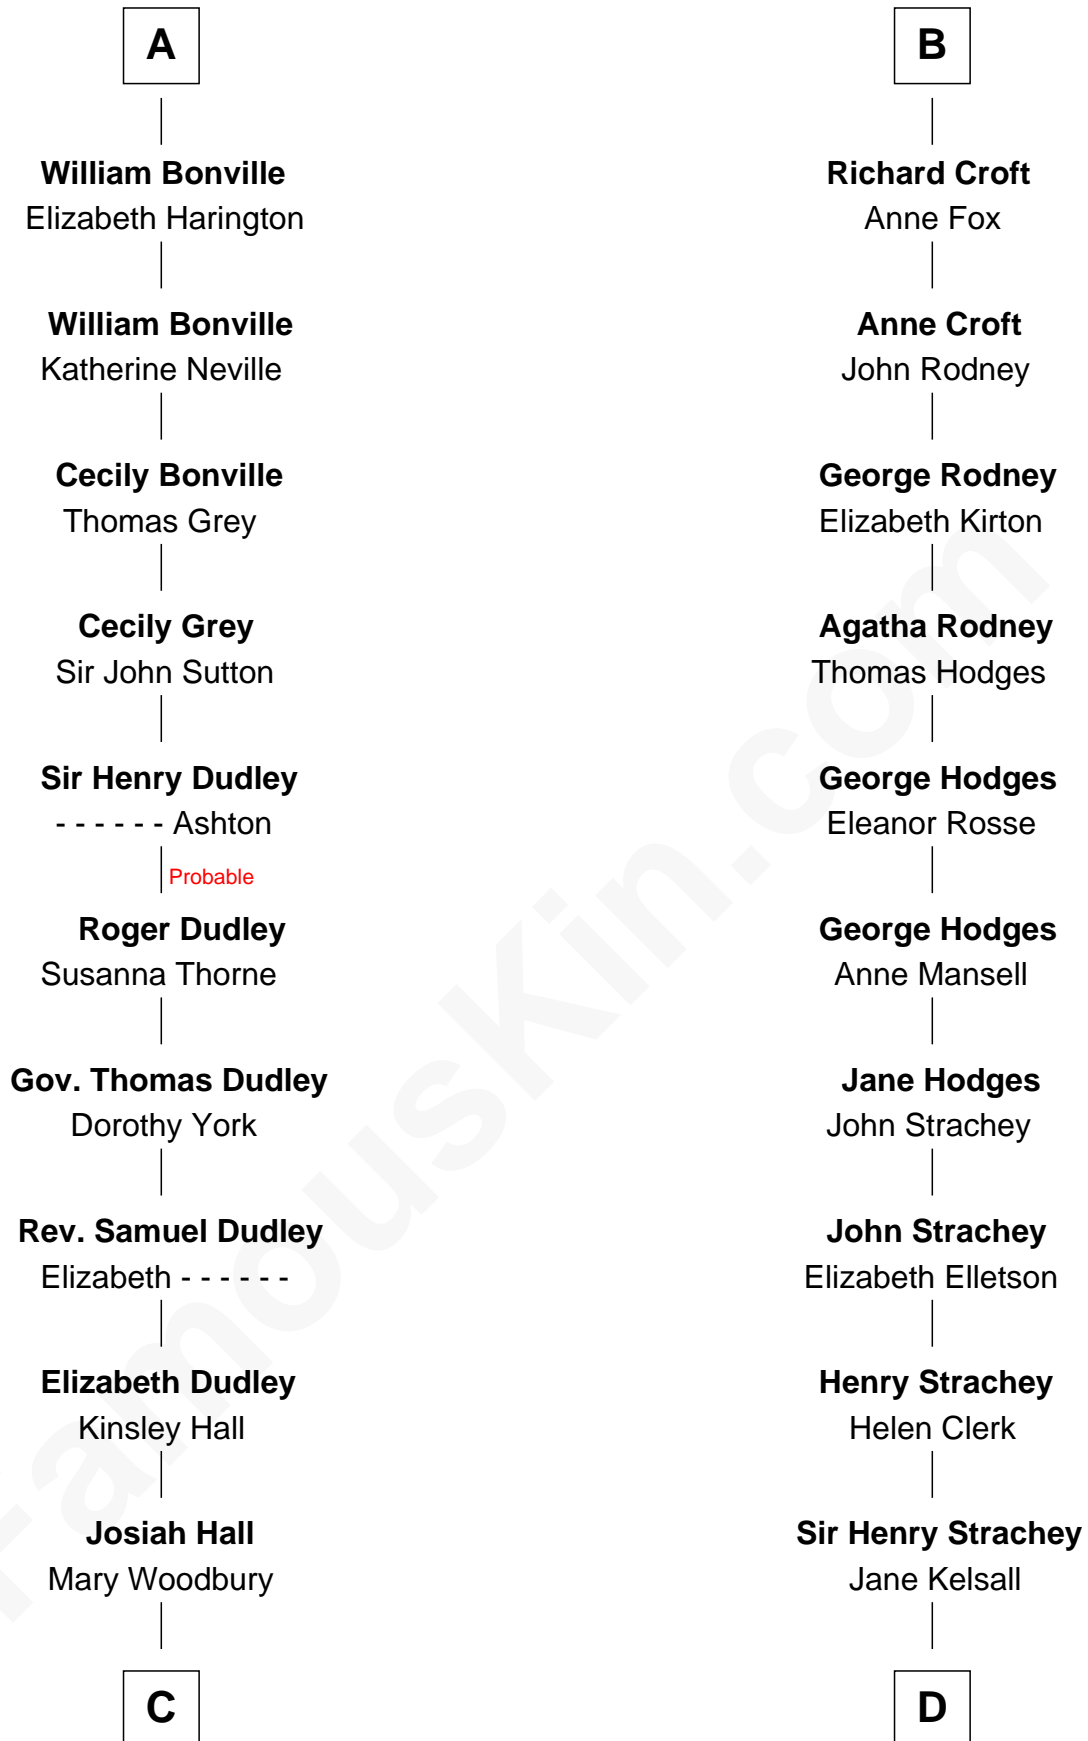 A
William Bonville
Elizabeth Harington
William Bonville
Katherine Neville
Cecily Bonville
Thomas Grey
Cecily Grey
Sir John Sutton
Sir Henry Dudley
- - - - - - Ashton
Probable
Roger Dudley
Susanna Thorne
Gov. Thomas Dudley
Dorothy York
Rev. Samuel Dudley
Elizabeth - - - - - -
Elizabeth Dudley
Kinsley Hall
Josiah Hall
Mary Woodbury
C
B
Richard Croft
Anne Fox
Anne Croft
John Rodney
George Rodney
Elizabeth Kirton
Agatha Rodney
Thomas Hodges
George Hodges
Eleanor Rosse
George Hodges
Anne Mansell
Jane Hodges
John Strachey
John Strachey
Elizabeth Elletson
Henry Strachey
Helen Clerk
Sir Henry Strachey
Jane Kelsall
D
FamousKin.com